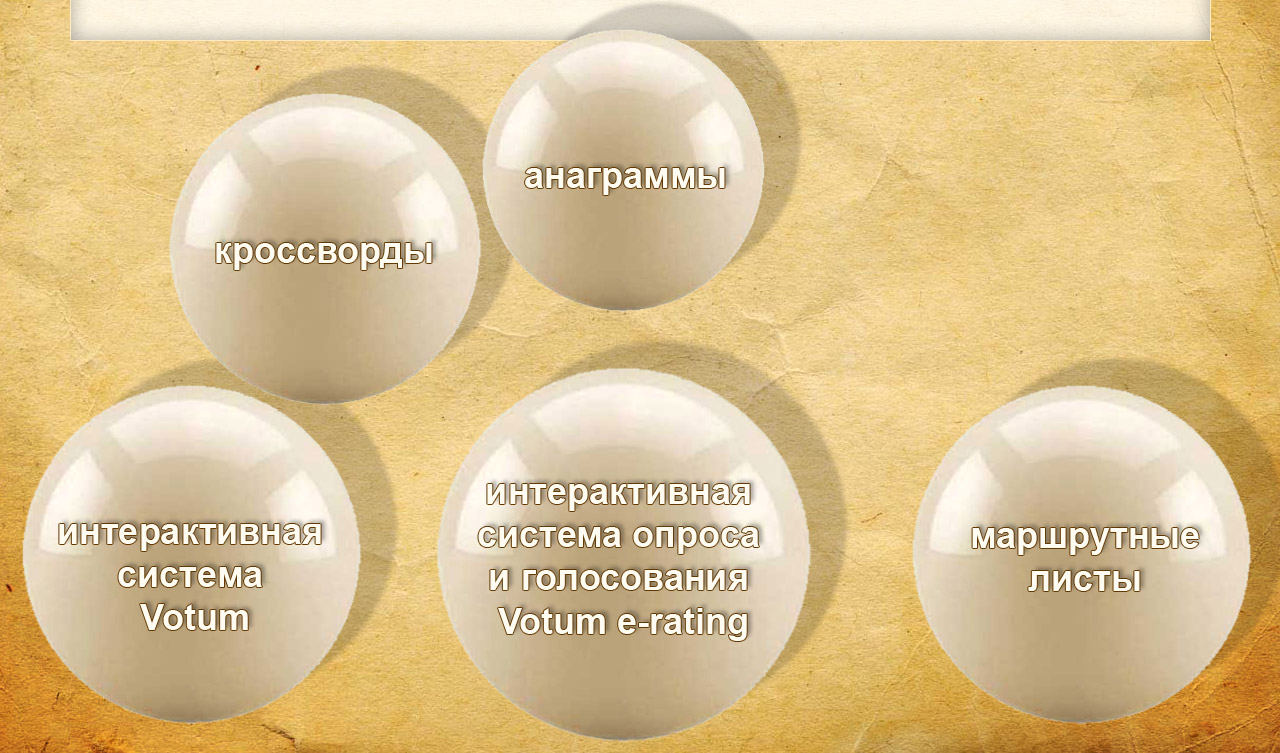 анаграммы
кроссворды
интерактивная
система
Votum
интерактивная
система опроса
и голосования
Votum e-rating
маршрутные
листы